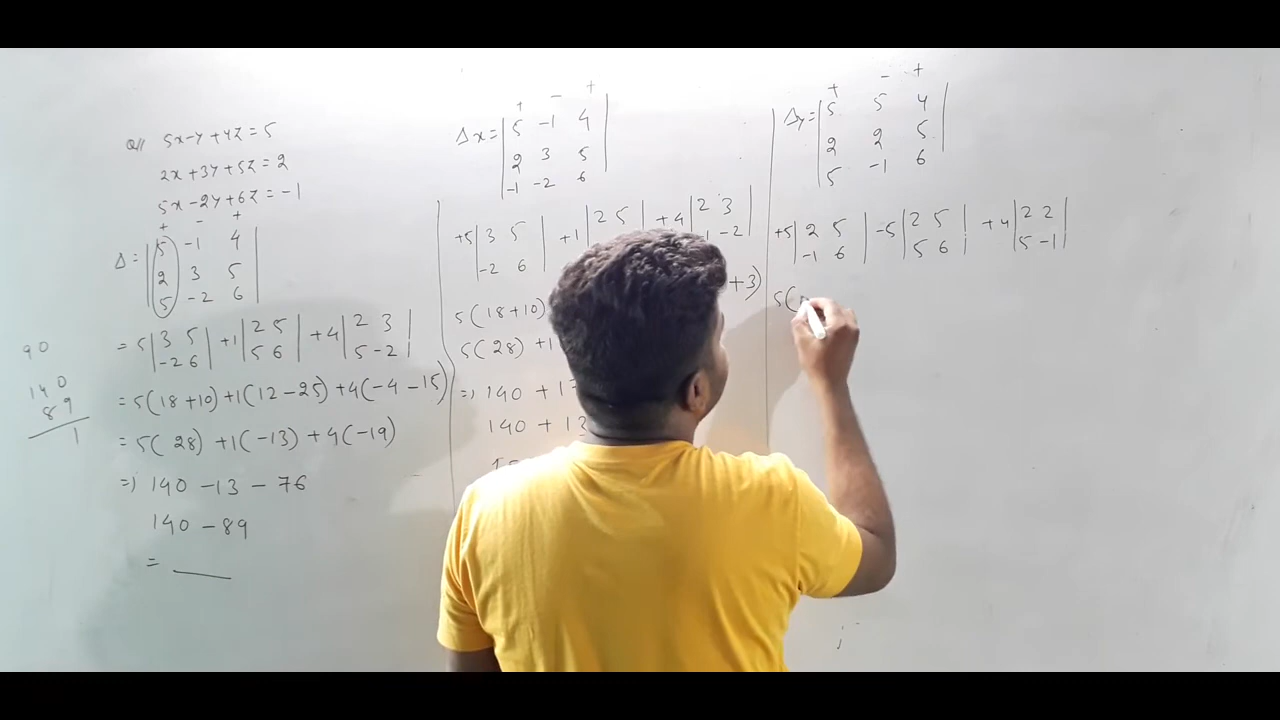 Q// 5x-y+4z=5
2x+3y+5z=2
5x-2y+6z=-1
+ - +
Δ= | 5 -1 4 |
| 2 3 5 |
| 5 -2 6 |
= 5 | 3 5 | +1 | 2 5 | +4 | 2 3 |
| -2 6 | | 5 6 | | 5 -2 |
= 5(18+10)+1(12-25)+4(-4-15)
= 5(28)+1(-13)+4(-19)
=> 140-13-76
140-89
=
90
140
89
1
+ - +
Δx= | 5 -1 4 |
| 2 3 5 |
| -1 -2 6 |
+5 | 3 5 | +1 | 2 5 | +4 | 2 3 |
| -2 6 | -2 |
5(18+10) +3)
5(28) +1
=> 140 + 17
140 + 13
+ - +
Δy= | 5 5 4 |
| 2 2 5 |
| 5 -1 6 |
+5 | 2 5 | -5 | 2 5 | +4 | 2 2 |
| -1 6 | | 5 6 | | 5 -1 |
5(